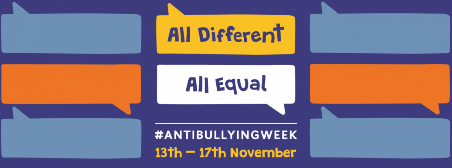 All Different
All Equal
#ANTIBULLYINGWEEK
13th — 17th November